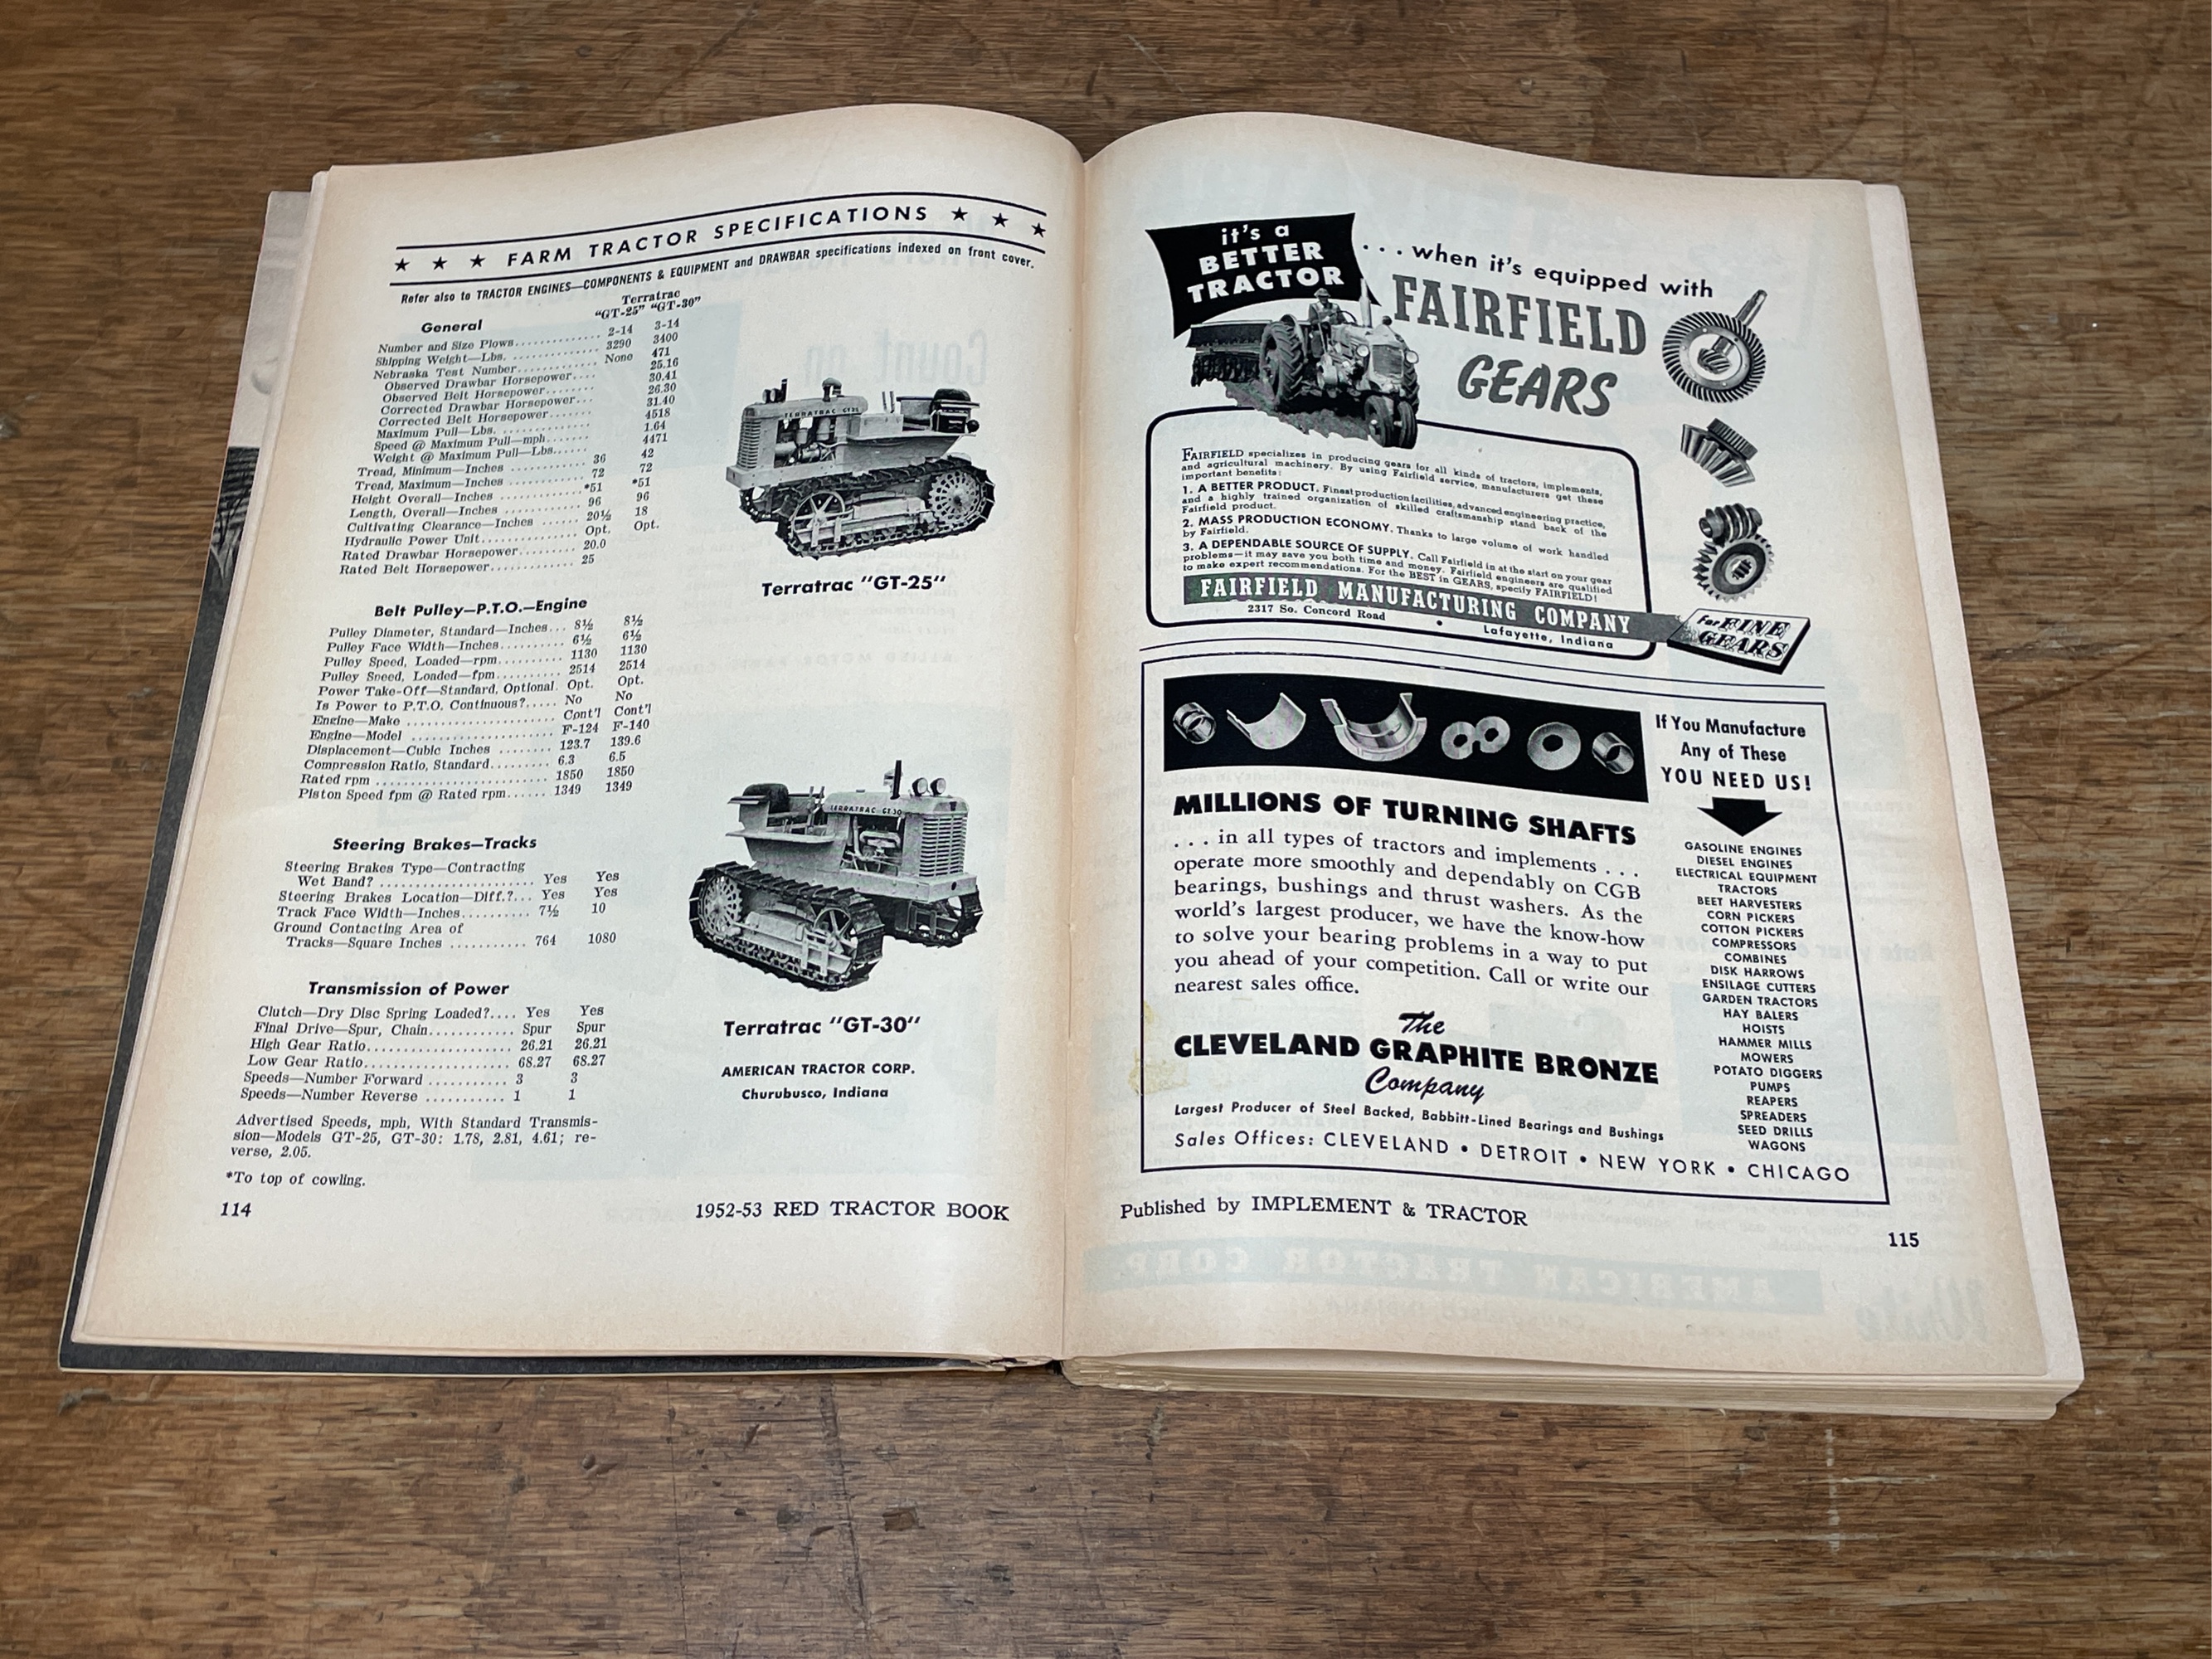 ★ ★ ★ FARM TRACTOR SPECIFICATIONS ★ ★ ★
Refer also to TRACTOR ENGINES—COMPONENTS & EQUIPMENT and DRAWBAR specifications indexed on front cover.
Terratrac
General "GT-25" "GT-30"
Number and Size Plows 2-14 3-14
Shipping Weight—Lbs. 3290 3400
Nebraska Test Number None 471
Observed Drawbar Horsepower 25.16
Observed Belt Horsepower 30.41
Corrected Drawbar Horsepower 26.30
Corrected Belt Horsepower 31.40
Maximum Pull—Lbs. 4518
Speed @ Maximum Pull—mph 1.64
Weight @ Maximum Pull—Lbs. 4471
Tread, Minimum—Inches 36 42
Tread, Maximum—Inches 72 72
Height Overall—Inches *51 *51
Length, Overall—Inches 96 96
Cultivating Clearance—Inches 20½ 18
Hydraulic Power Unit Opt. Opt.
Rated Drawbar Horsepower 20.0
Rated Belt Horsepower 25
Belt Pulley—P.T.O.—Engine
Pulley Diameter, Standard—Inches 8½ 8½
Pulley Face Width—Inches 6½ 6½
Pulley Speed, Loaded—rpm 1130 1130
Pulley Speed, Loaded—fpm 2514 2514
Power Take-Off—Standard, Optional Opt. Opt.
Is Power to P.T.O. Continuous? No No
Engine—Make Cont'l Cont'l
Engine—Model F-124 F-140
Displacement—Cubic Inches 123.7 139.6
Compression Ratio, Standard 6.3 6.5
Rated rpm 1850 1850
Piston Speed fpm @ Rated rpm 1349 1349
Steering Brakes—Tracks
Steering Brakes Type—Contracting
Wet Band? Yes Yes
Steering Brakes Location—Diff.? Yes Yes
Track Face Width—Inches 7½ 10
Ground Contacting Area of
Tracks—Square Inches 764 1080
Transmission of Power
Clutch—Dry Disc Spring Loaded? Yes Yes
Final Drive—Spur, Chain Spur Spur
High Gear Ratio 26.21 26.21
Low Gear Ratio 68.27 68.27
Speeds—Number Forward 3 3
Speeds—Number Reverse 1 1
Advertised Speeds, mph, With Standard Transmis-
sion—Models GT-25, GT-30: 1.78, 2.81, 4.61; re-
verse, 2.05.
*To top of cowling.
TERRATRAC GT25
Terratrac "GT-25"
TERRATRAC GT-30
Terratrac "GT-30"
AMERICAN TRACTOR CORP.
Churubusco, Indiana
114
1952-53 RED TRACTOR BOOK
it's a
BETTER
TRACTOR
. . . when it's equipped with
FAIRFIELD
GEARS
FAIRFIELD specializes in producing gears for all kinds of tractors, implements,
and agricultural machinery. By using Fairfield service, manufacturers get these
important benefits:
1. A BETTER PRODUCT. Finest production facilities, advanced engineering practice,
and a highly trained organization of skilled craftsmanship stand back of the
Fairfield product.
2. MASS PRODUCTION ECONOMY. Thanks to large volume of work handled
by Fairfield.
3. A DEPENDABLE SOURCE OF SUPPLY. Call Fairfield in at the start on your gear
problems—it may save you both time and money. Fairfield engineers are qualified
to make expert recommendations. For the BEST in GEARS, specify FAIRFIELD!
FAIRFIELD MANUFACTURING COMPANY
2317 So. Concord Road • Lafayette, Indiana
for FINE
GEARS
MILLIONS OF TURNING SHAFTS
. . . in all types of tractors and implements . . .
operate more smoothly and dependably on CGB
bearings, bushings and thrust washers. As the
world's largest producer, we have the know-how
to solve your bearing problems in a way to put
you ahead of your competition. Call or write our
nearest sales office.
The
CLEVELAND GRAPHITE BRONZE
Company
Largest Producer of Steel Backed, Babbitt-Lined Bearings and Bushings
Sales Offices: CLEVELAND • DETROIT • NEW YORK • CHICAGO
If You Manufacture
Any of These
YOU NEED US!
GASOLINE ENGINES
DIESEL ENGINES
ELECTRICAL EQUIPMENT
TRACTORS
BEET HARVESTERS
CORN PICKERS
COTTON PICKERS
COMPRESSORS
COMBINES
DISK HARROWS
ENSILAGE CUTTERS
GARDEN TRACTORS
HAY BALERS
HOISTS
HAMMER MILLS
MOWERS
POTATO DIGGERS
PUMPS
REAPERS
SPREADERS
SEED DRILLS
WAGONS
Published by IMPLEMENT & TRACTOR
115